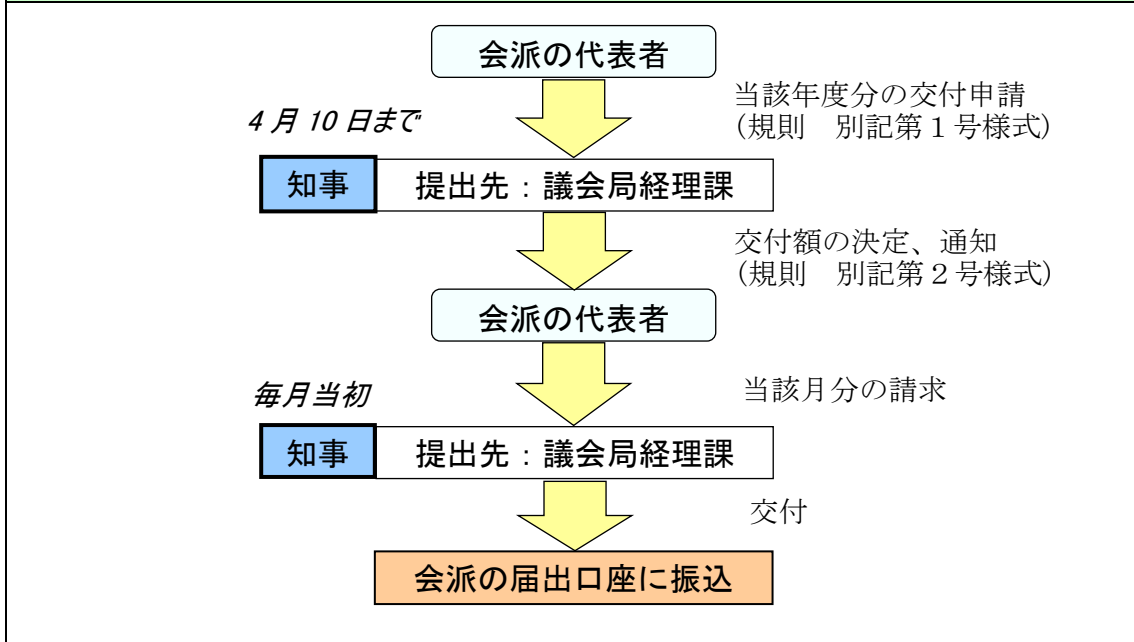 会派の代表者
当該年度分の交付申請
(規則　別記第１号様式)
4 月 10 日まで
知事　提出先：議会局経理課
交付額の決定、通知
(規則　別記第２号様式)
会派の代表者
当該月分の請求
毎月当初
知事　提出先：議会局経理課
交付
会派の届出口座に振込